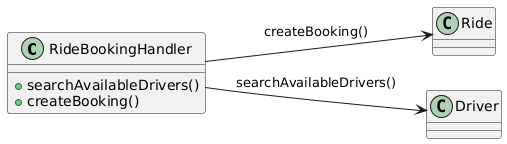 C RideBookingHandler
searchAvailableDrivers()
createBooking()
createBooking()
C Ride
searchAvailableDrivers()
C Driver